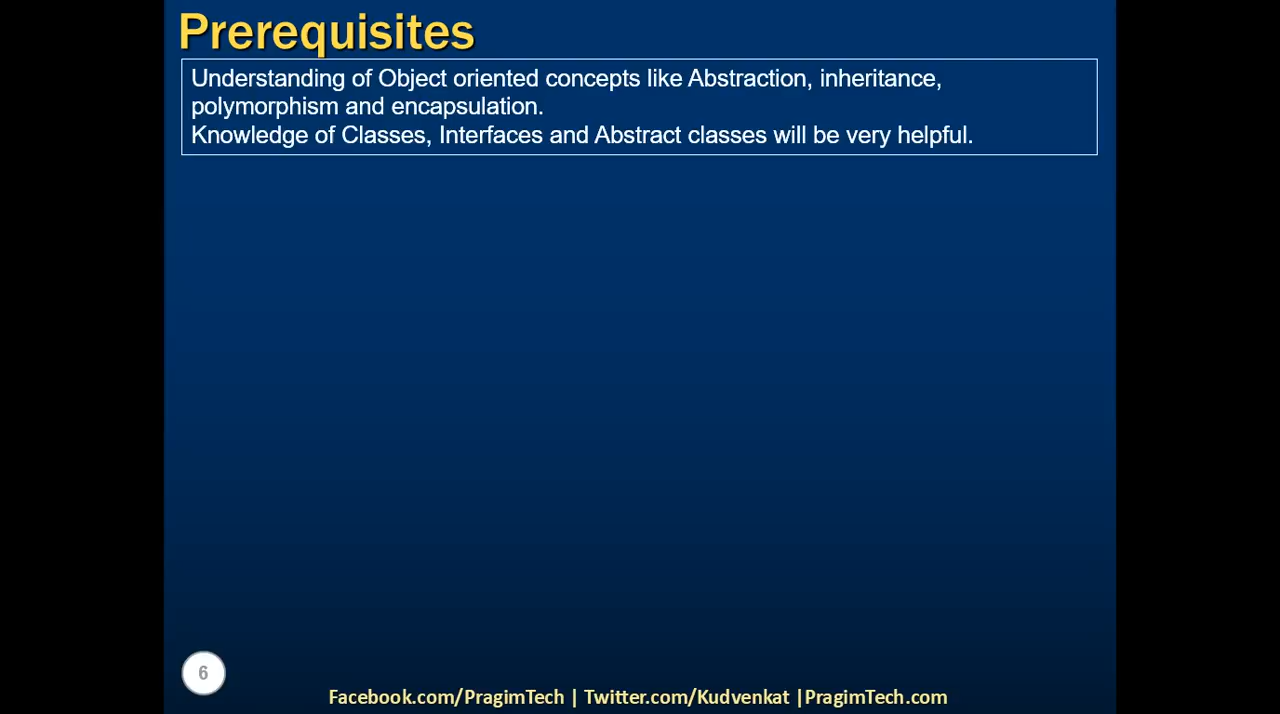 Prerequisites
Understanding of Object oriented concepts like Abstraction, inheritance,
polymorphism and encapsulation.
Knowledge of Classes, Interfaces and Abstract classes will be very helpful.
6
Facebook.com/PragimTech | Twitter.com/Kudvenkat |PragimTech.com